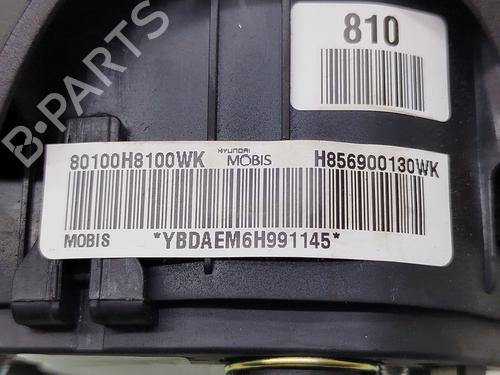 810
80100H8100WK HYUNDAI MOBIS H856900130WK
MOBIS *YBDAEM6H991145*
B-PARTS